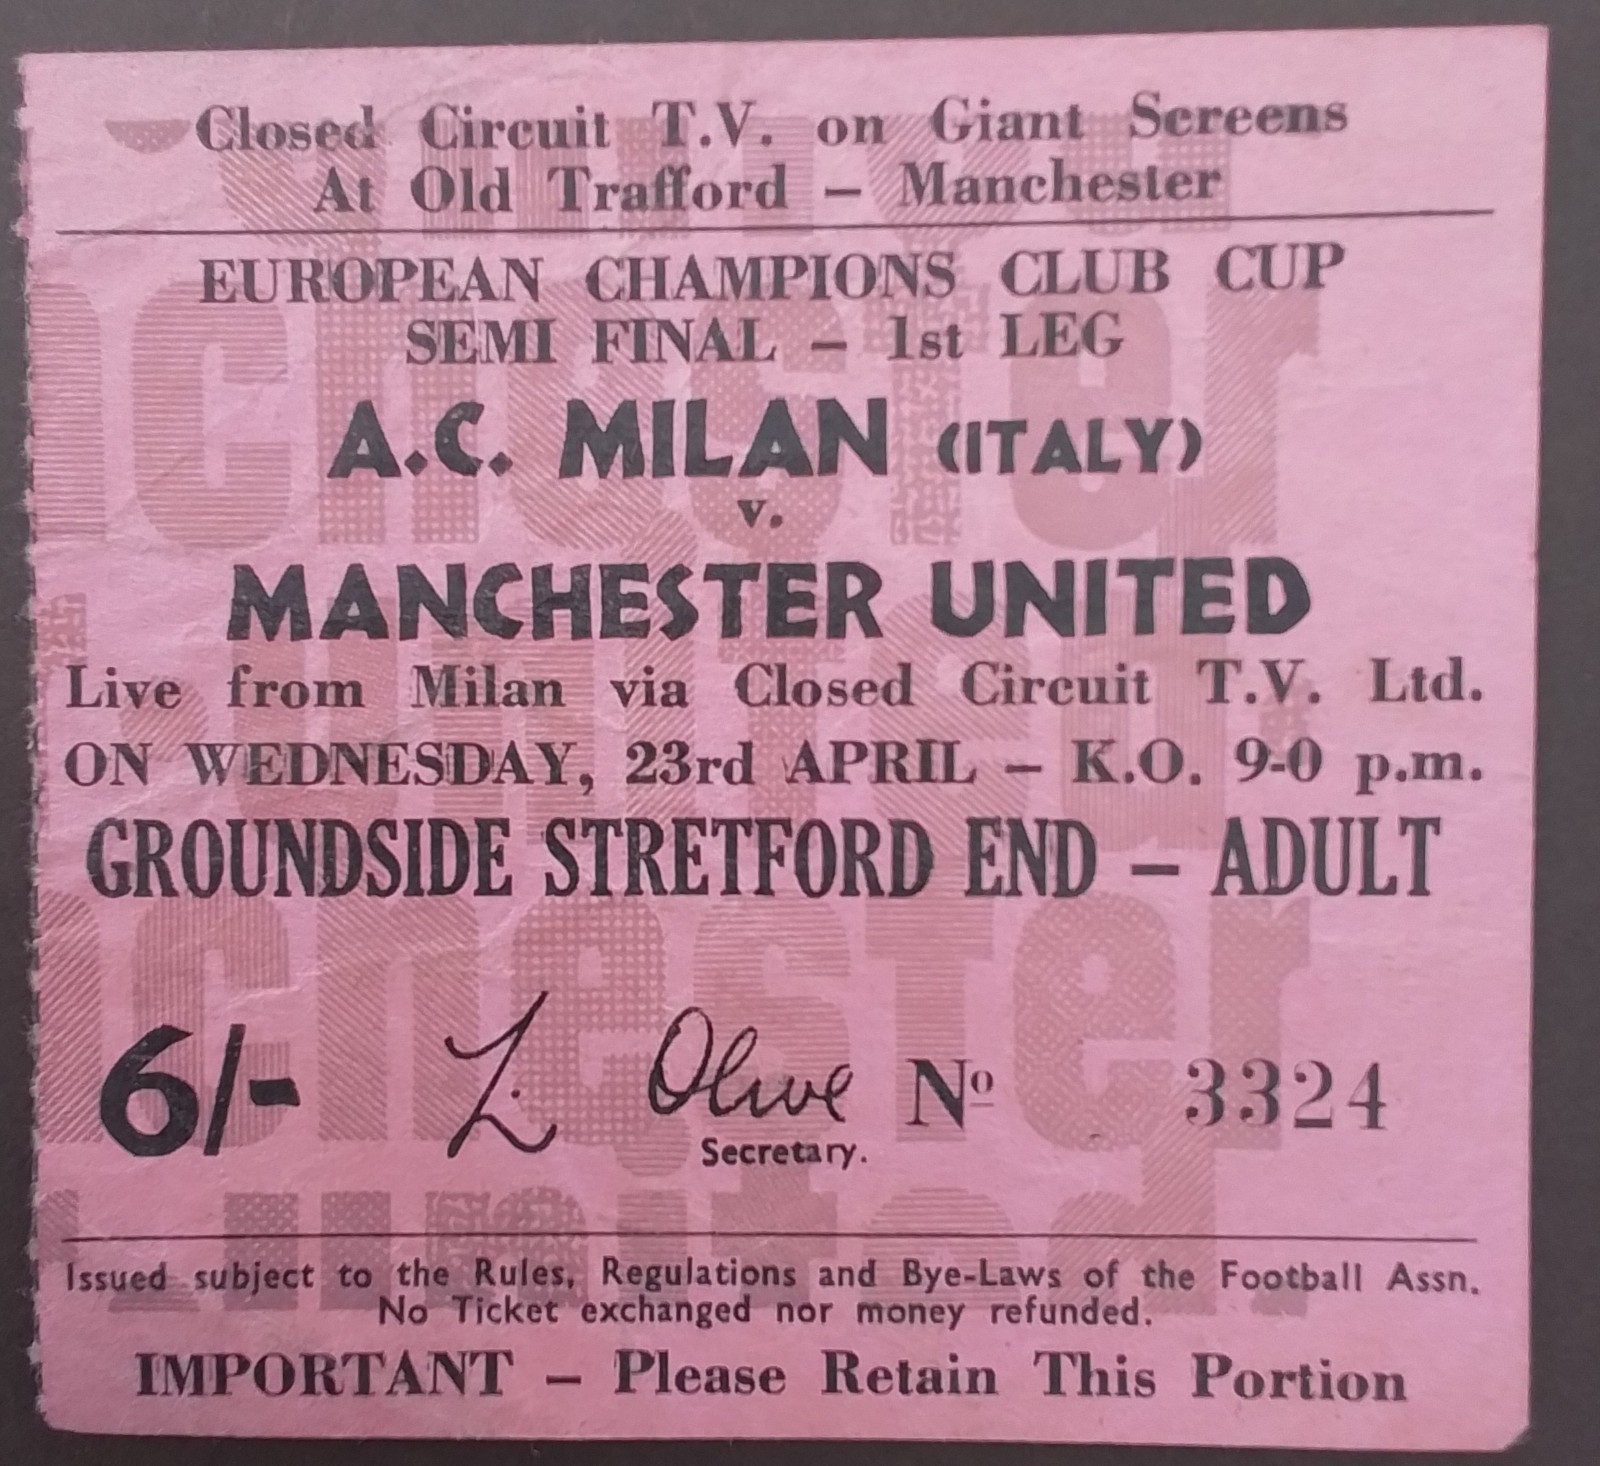 Closed Circuit T.V. on Giant Screens
At Old Trafford – Manchester
EUROPEAN CHAMPIONS CLUB CUP
SEMI FINAL – 1st LEG
A.C. MILAN (ITALY)
v.
MANCHESTER UNITED
Live from Milan via Closed Circuit T.V. Ltd.
ON WEDNESDAY, 23rd APRIL – K.O. 9-0 p.m.
GROUNDSIDE STRETFORD END – ADULT
6/- L. Olive Nº 3324
Secretary.
Issued subject to the Rules, Regulations and Bye-Laws of the Football Assn.
No Ticket exchanged nor money refunded.
IMPORTANT – Please Retain This Portion